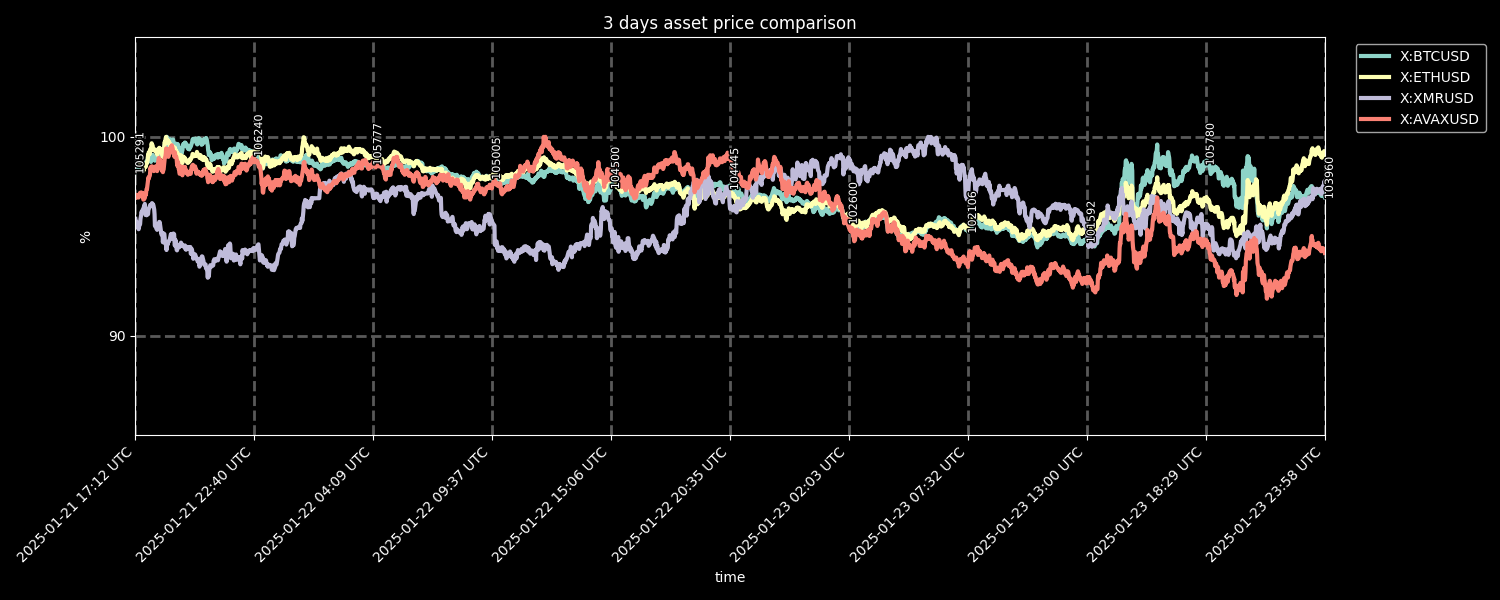 3 days asset price comparison
X:BTCUSD
X:ETHUSD
X:XMRUSD
X:AVAXUSD
100
90
%
105291
106240
105777
105005
104500
104445
102600
102106
101592
105780
103960
2025-01-21 17:12 UTC
2025-01-21 22:40 UTC
2025-01-22 04:09 UTC
2025-01-22 09:37 UTC
2025-01-22 15:06 UTC
2025-01-22 20:35 UTC
2025-01-23 02:03 UTC
2025-01-23 07:32 UTC
2025-01-23 13:00 UTC
2025-01-23 18:29 UTC
2025-01-23 23:58 UTC
time